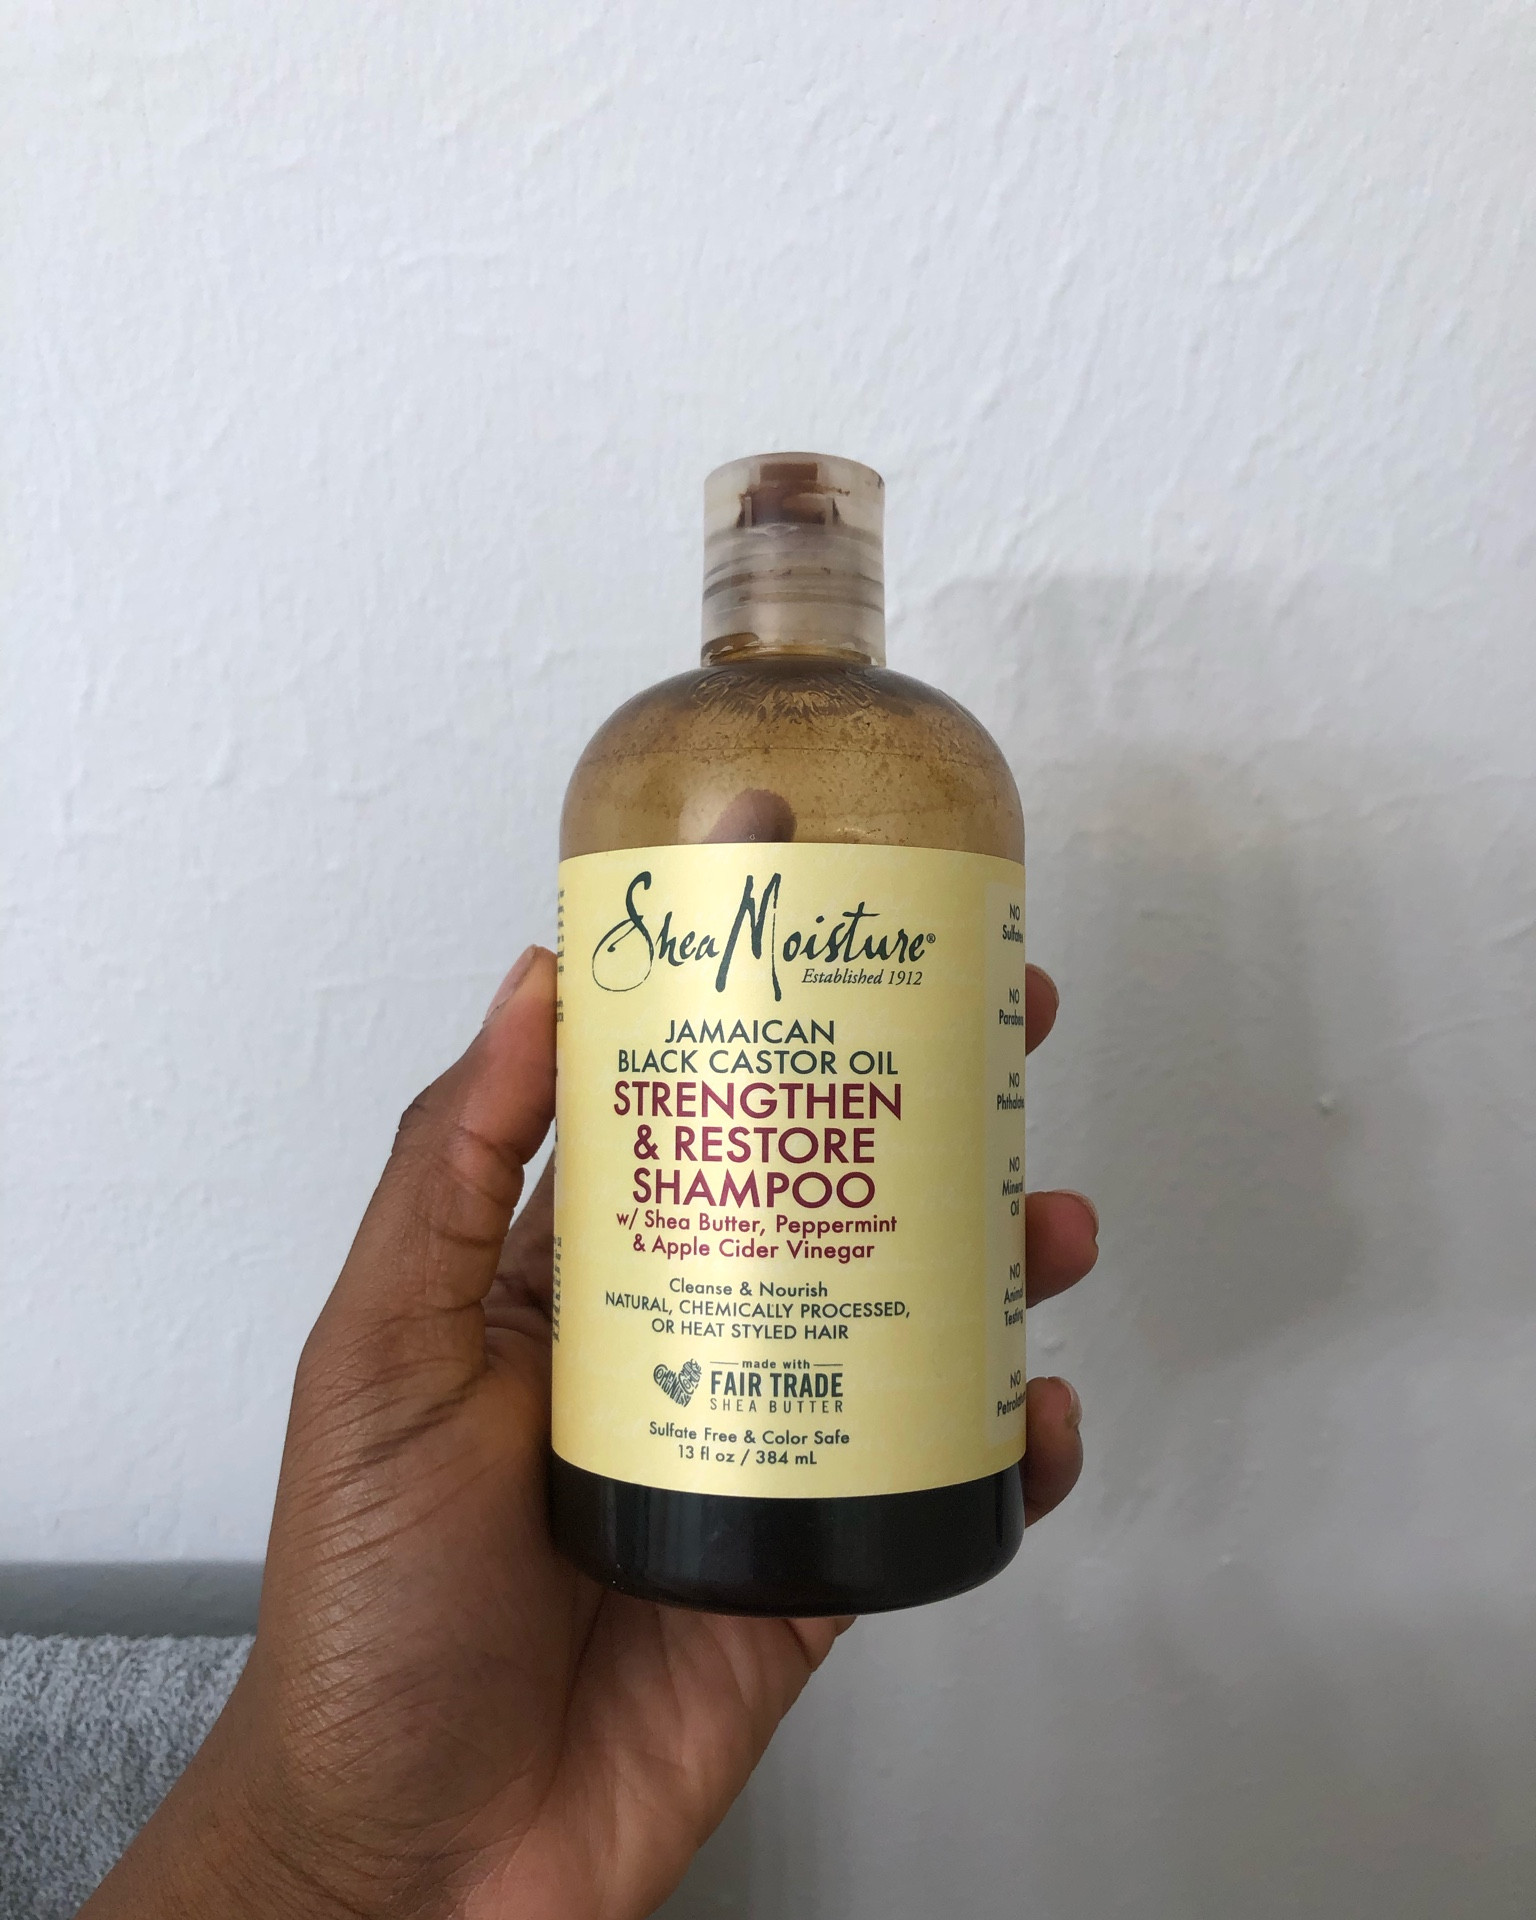 SheaMoisture®
Established 1912
JAMAICAN
BLACK CASTOR OIL
STRENGTHEN
& RESTORE
SHAMPOO
w/ Shea Butter, Peppermint
& Apple Cider Vinegar
Cleanse & Nourish
NATURAL, CHEMICALLY PROCESSED,
OR HEAT STYLED HAIR
made with
FAIR TRADE
SHEA BUTTER
Sulfate Free & Color Safe
13 fl oz / 384 mL
NO
Sulfates
NO
Paraben
NO
NO
Mineral
Oil
NO
Animal
Testing
NO